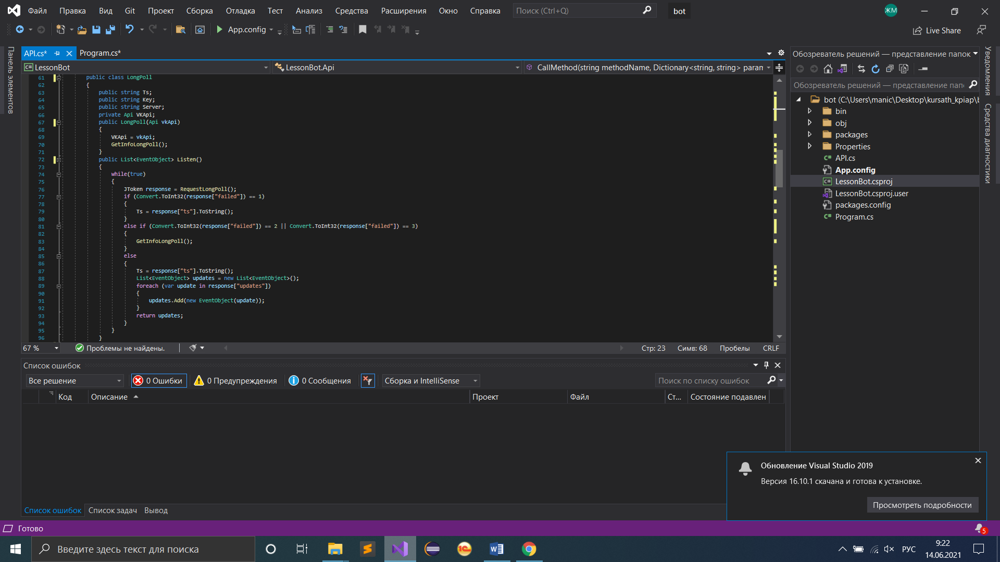 Файл Правка Вид Git Проект Сборка Отладка Тест Анализ Средства Расширения Окно Справка Поиск (Ctrl+Q) bot ЖМ
App.config Live Share
Панель элементов
API.cs* Program.cs*
LessonBot LessonBot.Api CallMethod(string methodName, Dictionary<string, string> param
61 public class LongPoll
62 {
63 public string Ts;
64 public string Key;
65 public string Server;
66 private Api VKApi;
67 public LongPoll(Api vkApi)
68 {
69 VKApi = vkApi;
70 GetInfoLongPoll();
71 }
72 public List<EventObject> Listen()
73 {
74 while(true)
75 {
76 JToken response = RequestLongPoll();
77 if (Convert.ToInt32(response["failed"]) == 1)
78 {
79 Ts = response["ts"].ToString();
80 }
81 else if (Convert.ToInt32(response["failed"]) == 2 || Convert.ToInt32(response["failed"]) == 3)
82 {
83 GetInfoLongPoll();
84 }
85 else
86 {
87 Ts = response["ts"].ToString();
88 List<EventObject> updates = new List<EventObject>();
89 foreach (var update in response["updates"])
90 {
91 updates.Add(new EventObject(update));
92 }
93 return updates;
94 }
95 }
96 }
67 % Проблемы не найдены. Стр: 23 Симв: 68 Пробелы CRLF
Список ошибок
Все решение 0 Ошибки 0 Предупреждения 0 Сообщения Сборка и IntelliSense Поиск по списку ошибок
Код Описание Проект Файл Ст... Состояние подавлен
Список ошибок Список задач Вывод
Обозреватель решений — представление папок
Обозреватель решений — представление папі
bot (C:\Users\manic\Desktop\kursath_kpiap\b
bin
obj
packages
Properties
API.cs
App.config
LessonBot.csproj
LessonBot.csproj.user
packages.config
Program.cs
Уведомления
Средства диагностики
Обновление Visual Studio 2019
Версия 16.10.1 скачана и готова к установке.
Просмотреть подробности
Готово 5
Введите здесь текст для поиска 1С W РУС 9:22
14.06.2021